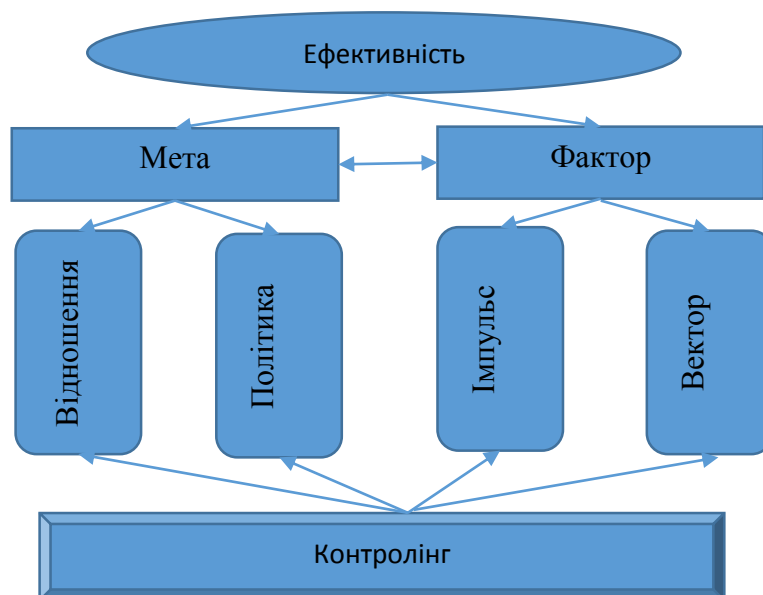 Ефективність
Мета
Фактор
Відношення
Політика
Імпульс
Вектор
Контролінг